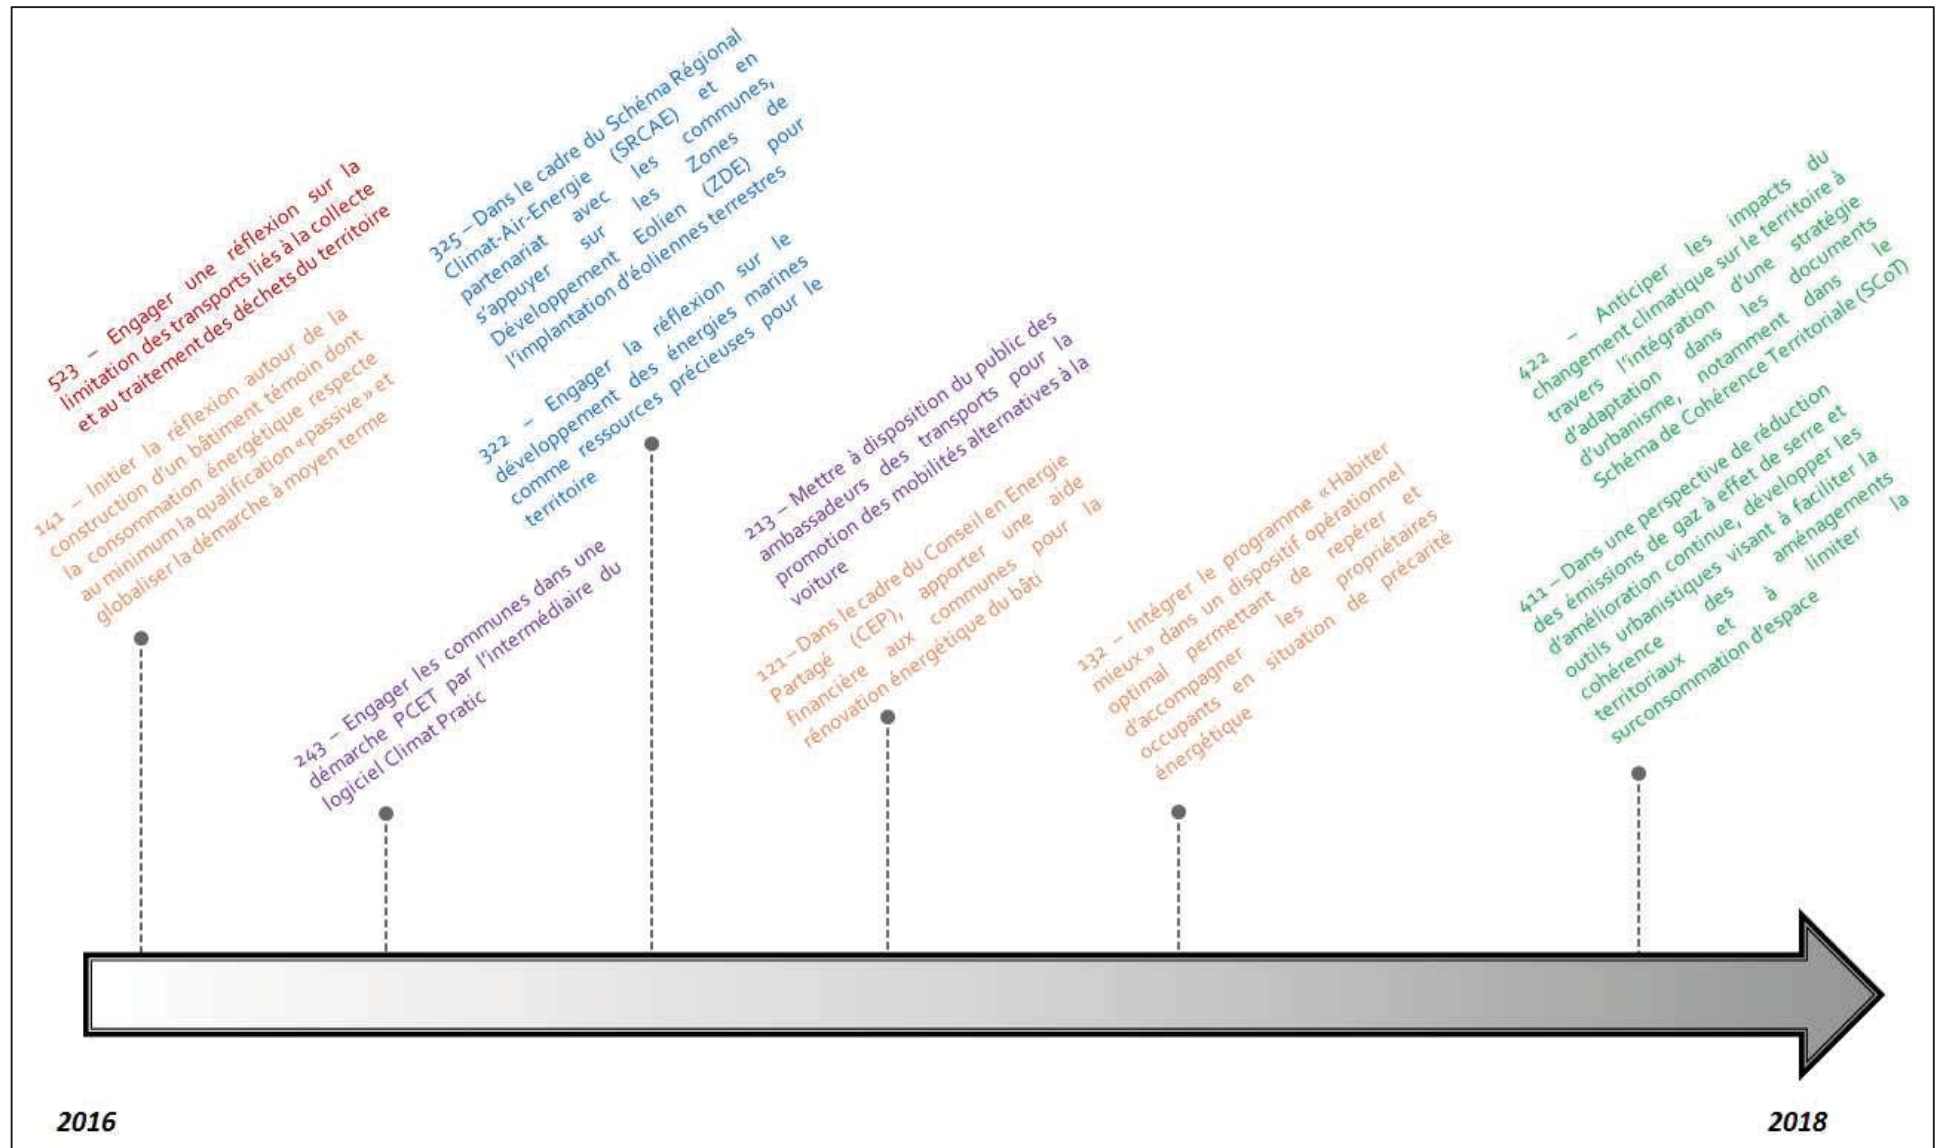 523 – Engager une réflexion sur la
limitation des transports liés à la collecte
et au traitement des déchets du territoire
141 – Initier la réflexion autour de la
construction d'un bâtiment témoin dont
la consommation énergétique respecte
au minimum la qualification « passive » et
globaliser la démarche à moyen terme
243 – Engager les communes dans une
démarche PCET par l'intermédiaire du
logiciel Climat Pratic
325 – Dans le cadre du Schéma Régional
Climat-Air-Energie (SRCAE) et en
partenariat avec les communes,
s'appuyer sur les Zones de
Développement Eolien (ZDE) pour
l'implantation d'éoliennes terrestres
322 – Engager la réflexion sur le
développement des énergies marines
comme ressources précieuses pour le
territoire
213 – Mettre à disposition du public des
ambassadeurs des transports pour la
promotion des mobilités alternatives à la
voiture
121 – Dans le cadre du Conseil en Energie
Partagé (CEP), apporter une aide
financière aux communes pour la
rénovation énergétique du bâti
132 – Intégrer le programme « Habiter
mieux » dans un dispositif opérationnel
optimal permettant de repérer et
d'accompagner les propriétaires
occupants en situation de précarité
énergétique
422 – Anticiper les impacts du
changement climatique sur le territoire à
travers l'intégration d'une stratégie
d'adaptation dans les documents
d'urbanisme, notamment dans le
Schéma de Cohérence Territoriale (SCoT)
411 – Dans une perspective de réduction
des émissions de gaz à effet de serre et
d'amélioration continue, développer les
outils urbanistiques visant à faciliter la
cohérence des aménagements
territoriaux et à limiter la
surconsommation d'espace
2016
2018